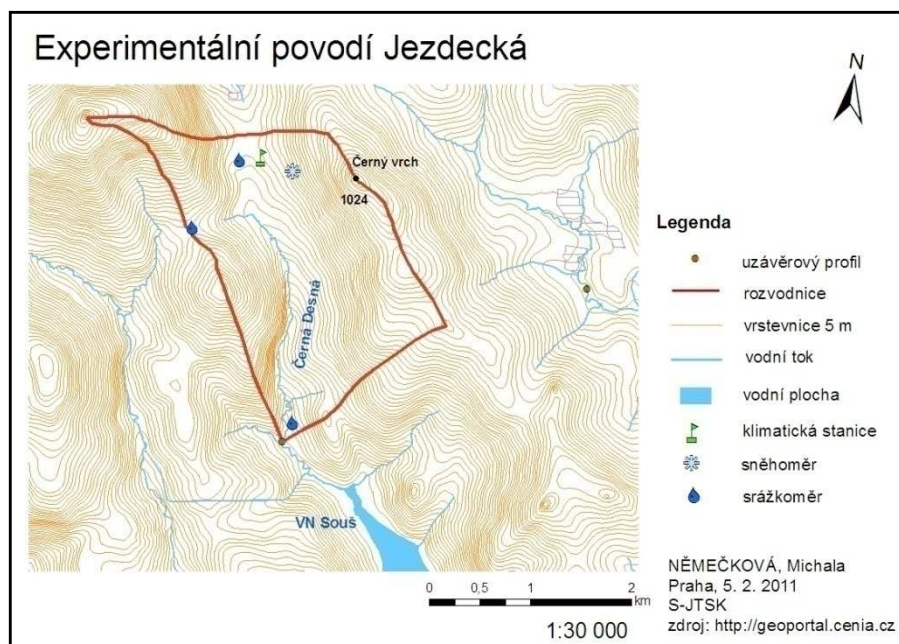 Experimentální povodí Jezdecká
N
Černý vrch
1024
Černá Desná
VN Souš
Legenda
uzávěrový profil
rozvodnice
vrstevnice 5 m
vodní tok
vodní plocha
klimatická stanice
sněhoměr
srážkoměr
0 0,5 1 2
km
1:30 000
NĚMEČKOVÁ, Michala
Praha, 5. 2. 2011
S-JTSK
zdroj: http://geoportal.cenia.cz